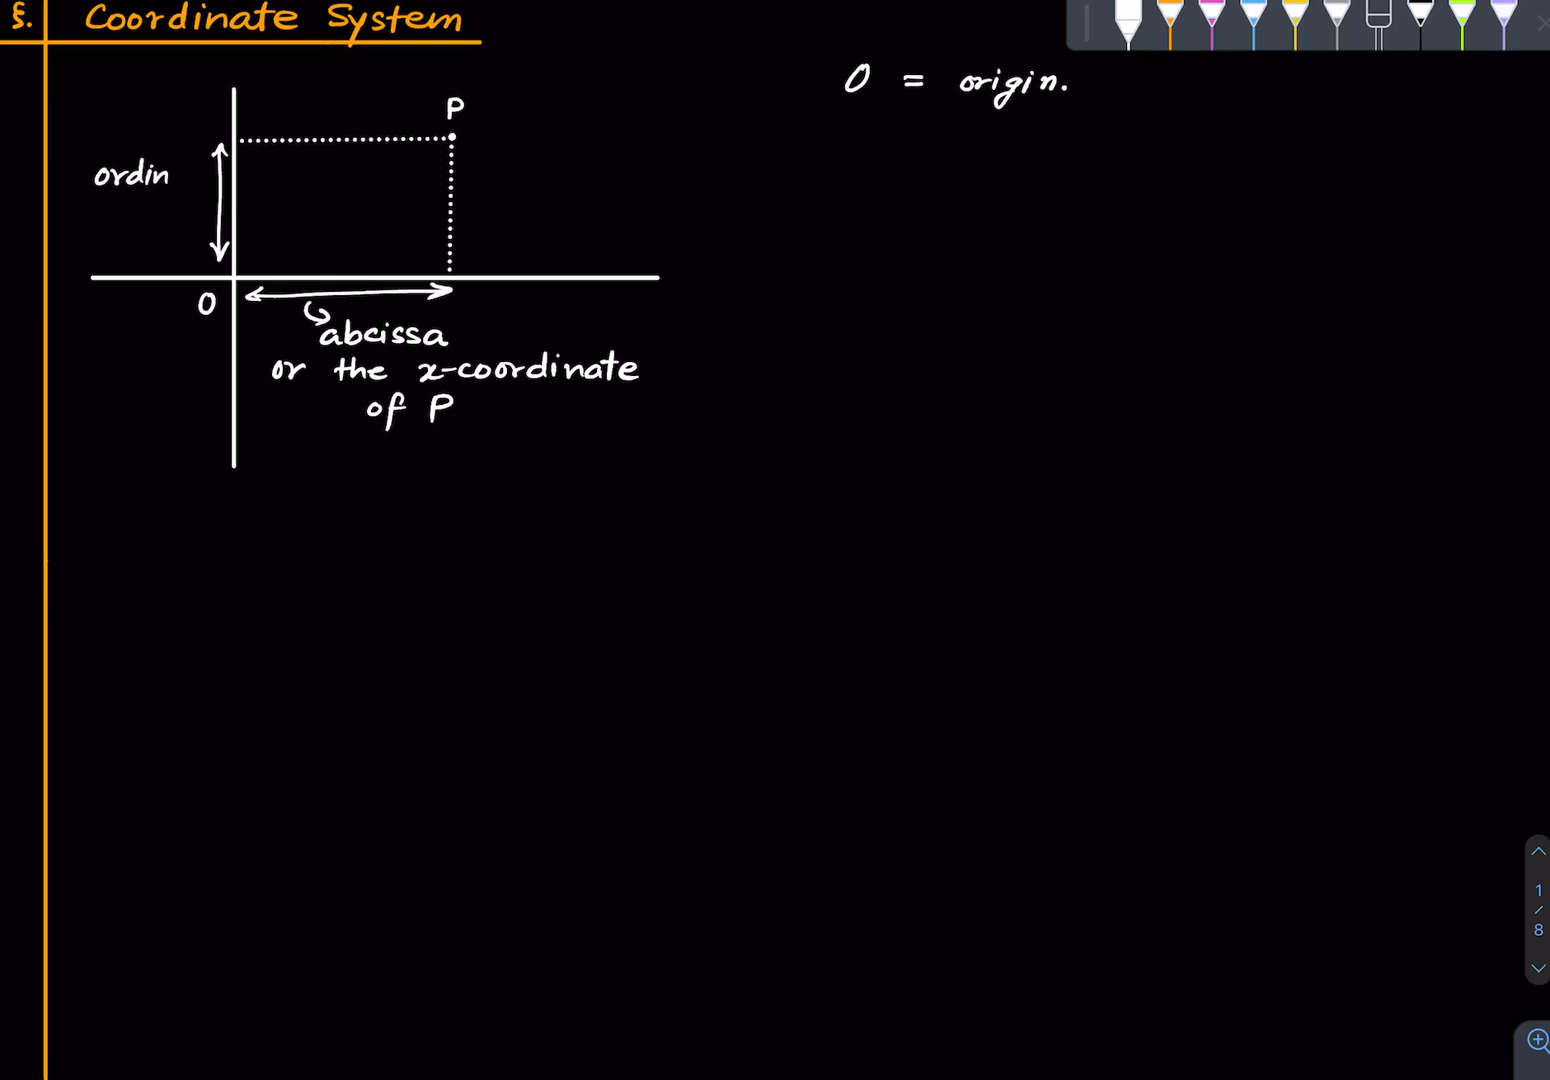 §. Coordinate System
O = origin.
P
ordin
O
abcissa
or the x-coordinate
of P
1
/
8